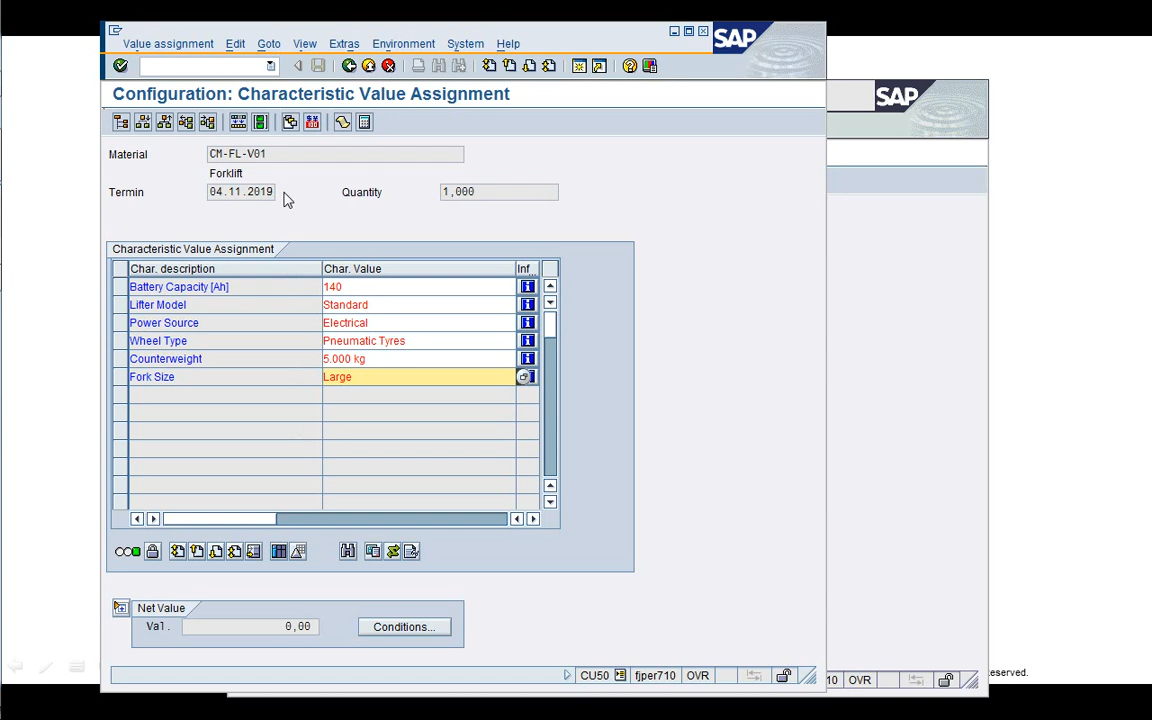 Value assignment Edit Goto View Extras Environment System Help
SAP
Configuration: Characteristic Value Assignment
SAP
Material CM-FL-V01
Forklift
Termin 04.11.2019 Quantity 1,000
Characteristic Value Assignment
Char. description Char. Value Inf...
Battery Capacity [Ah] 140
Lifter Model Standard
Power Source Electrical
Wheel Type Pneumatic Tyres
Counterweight 5.000 kg
Fork Size Large
Net Value
Val. 0,00 Conditions...
eserved.
CU50 fjper710 OVR
10 OVR